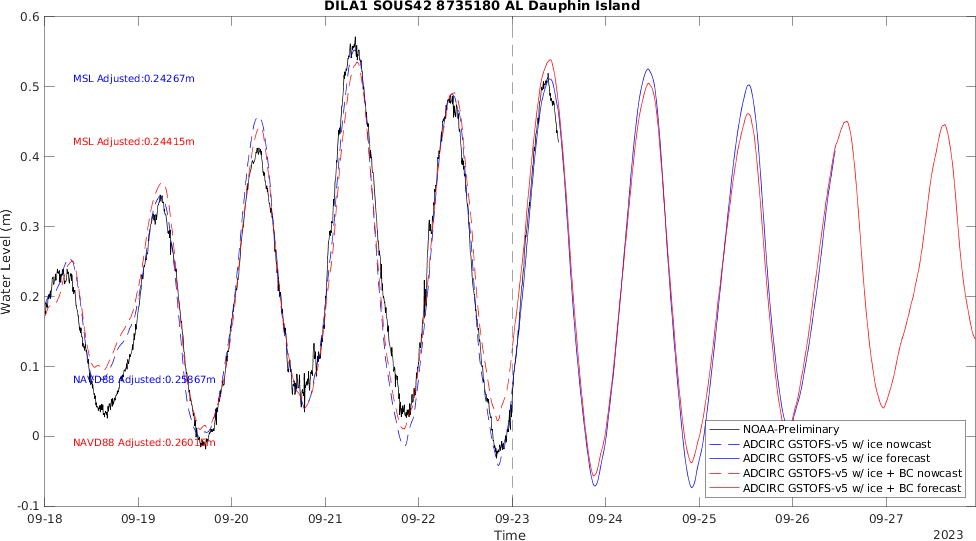 DILA1 SOUS42 8735180 AL Dauphin Island
Water Level (m)
0.6
0.5
0.4
0.3
0.2
0.1
0
-0.1
MSL Adjusted:0.24267m
MSL Adjusted:0.24415m
NAVD88 Adjusted:0.25867m
NAVD88 Adjusted:
NOAA-Preliminary
ADCIRC GSTOFS-v5 w/ ice nowcast
ADCIRC GSTOFS-v5 w/ ice forecast
ADCIRC GSTOFS-v5 w/ ice + BC nowcast
ADCIRC GSTOFS-v5 w/ ice + BC forecast
09-18 09-19 09-20 09-21 09-22 09-23 09-24 09-25 09-26 09-27
Time
2023